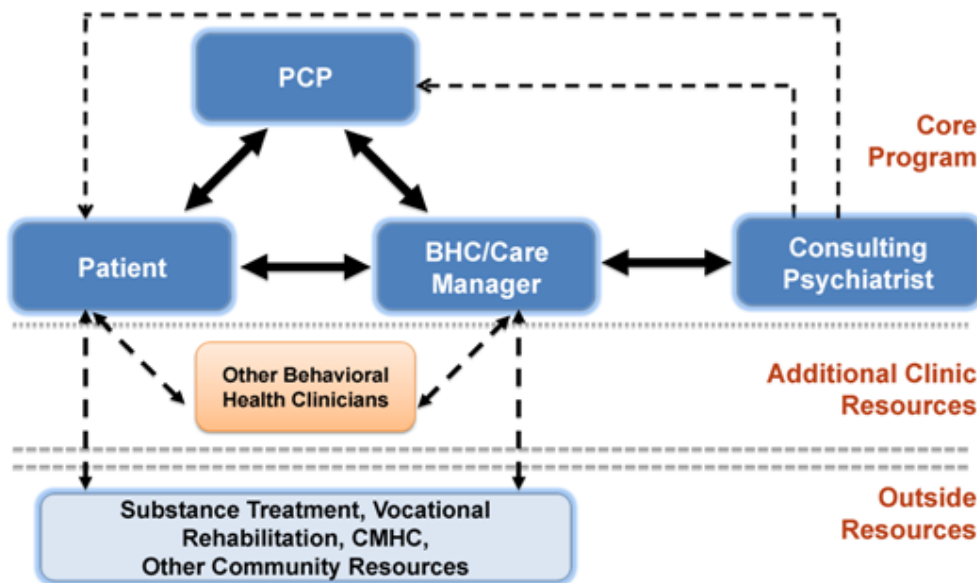 PCP
Core
Program
Patient
BHC/Care
Manager
Consulting
Psychiatrist
Other Behavioral
Health Clinicians
Additional Clinic
Resources
Substance Treatment, Vocational
Rehabilitation, CMHC,
Other Community Resources
Outside
Resources